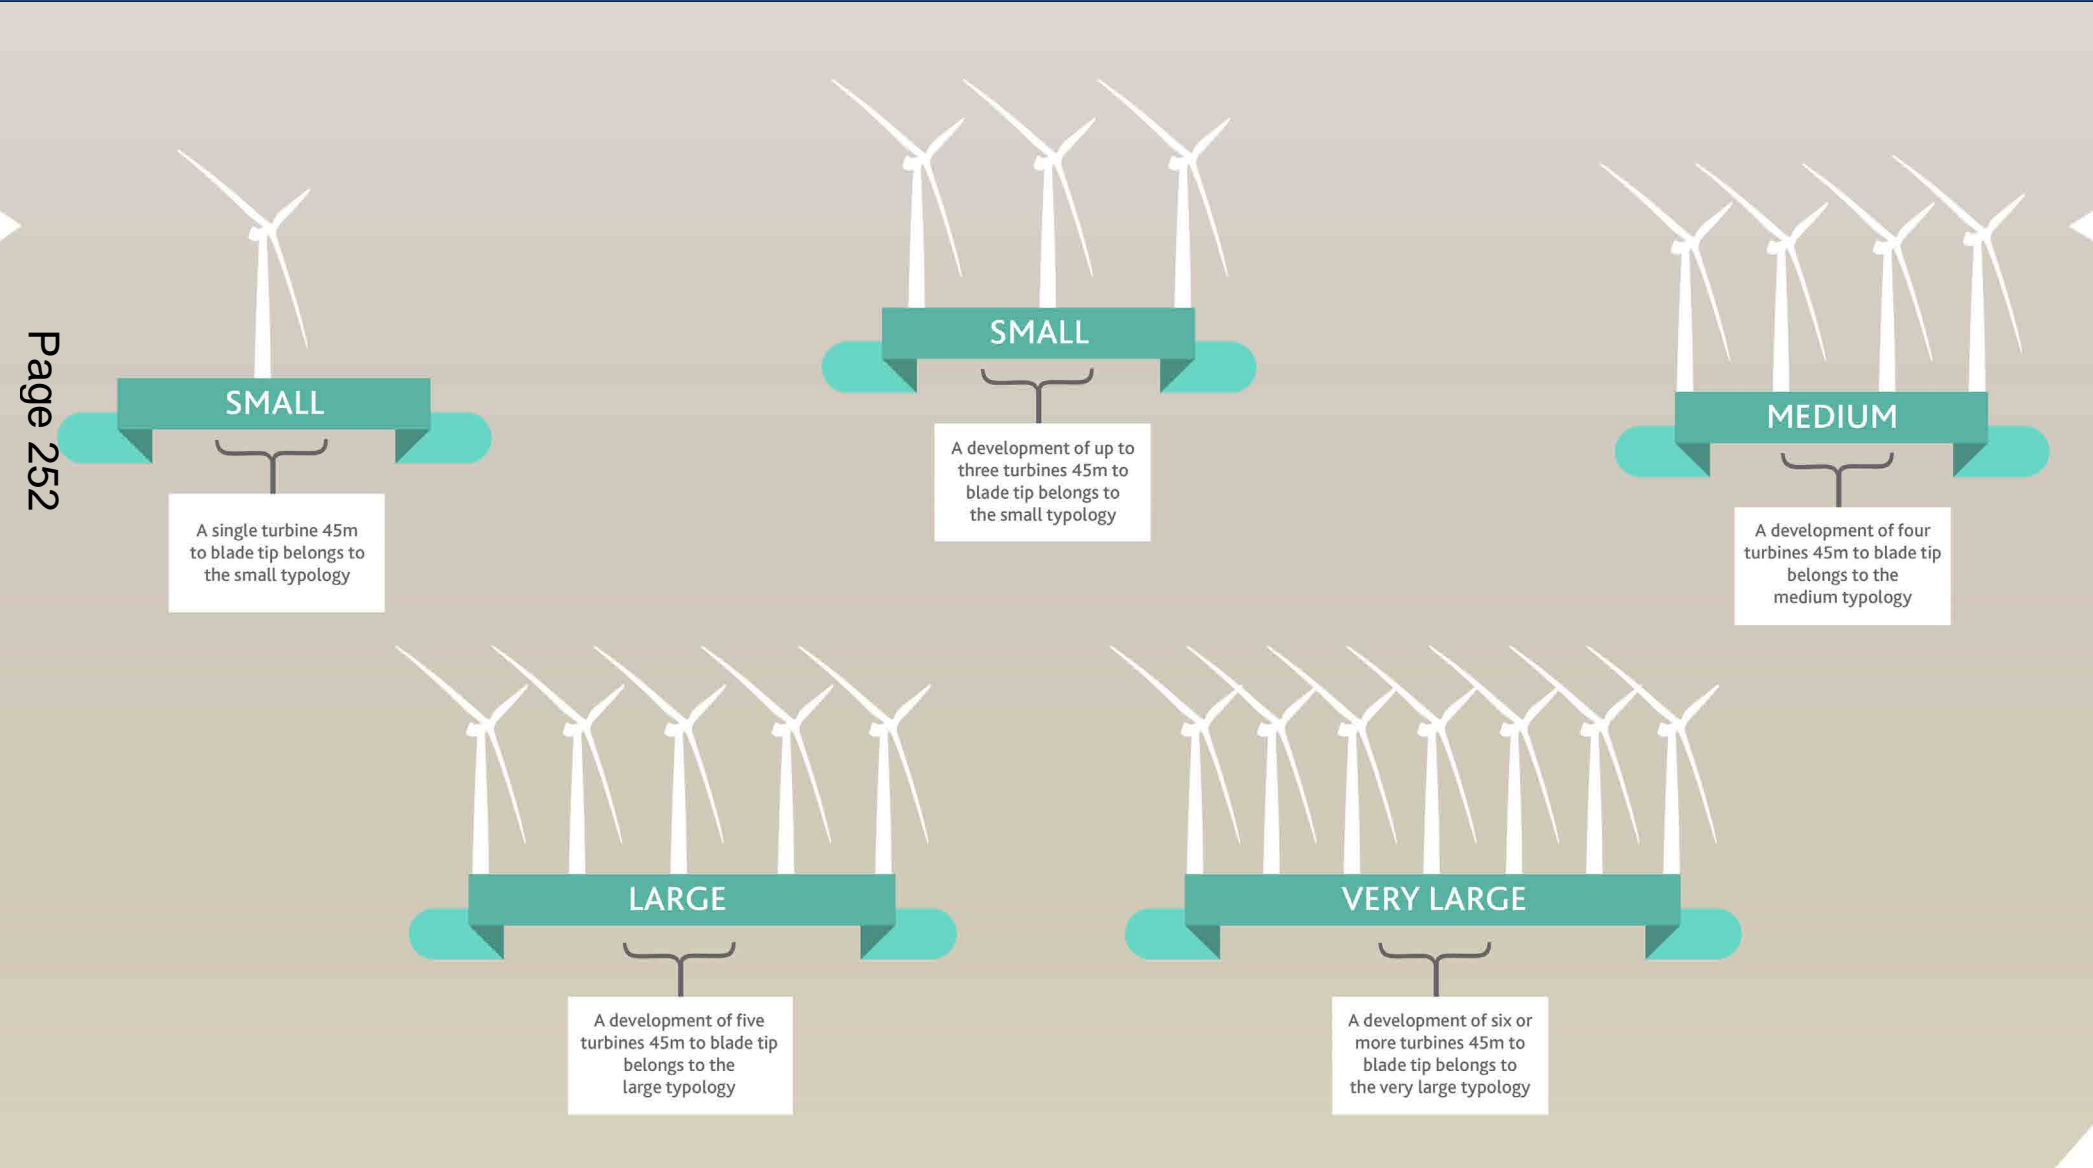 Page 252
SMALL
A single turbine 45m
to blade tip belongs to
the small typology
SMALL
A development of up to
three turbines 45m to
blade tip belongs to
the small typology
MEDIUM
A development of four
turbines 45m to blade tip
belongs to the
medium typology
LARGE
A development of five
turbines 45m to blade tip
belongs to the
large typology
VERY LARGE
A development of six or
more turbines 45m to
blade tip belongs to
the very large typology